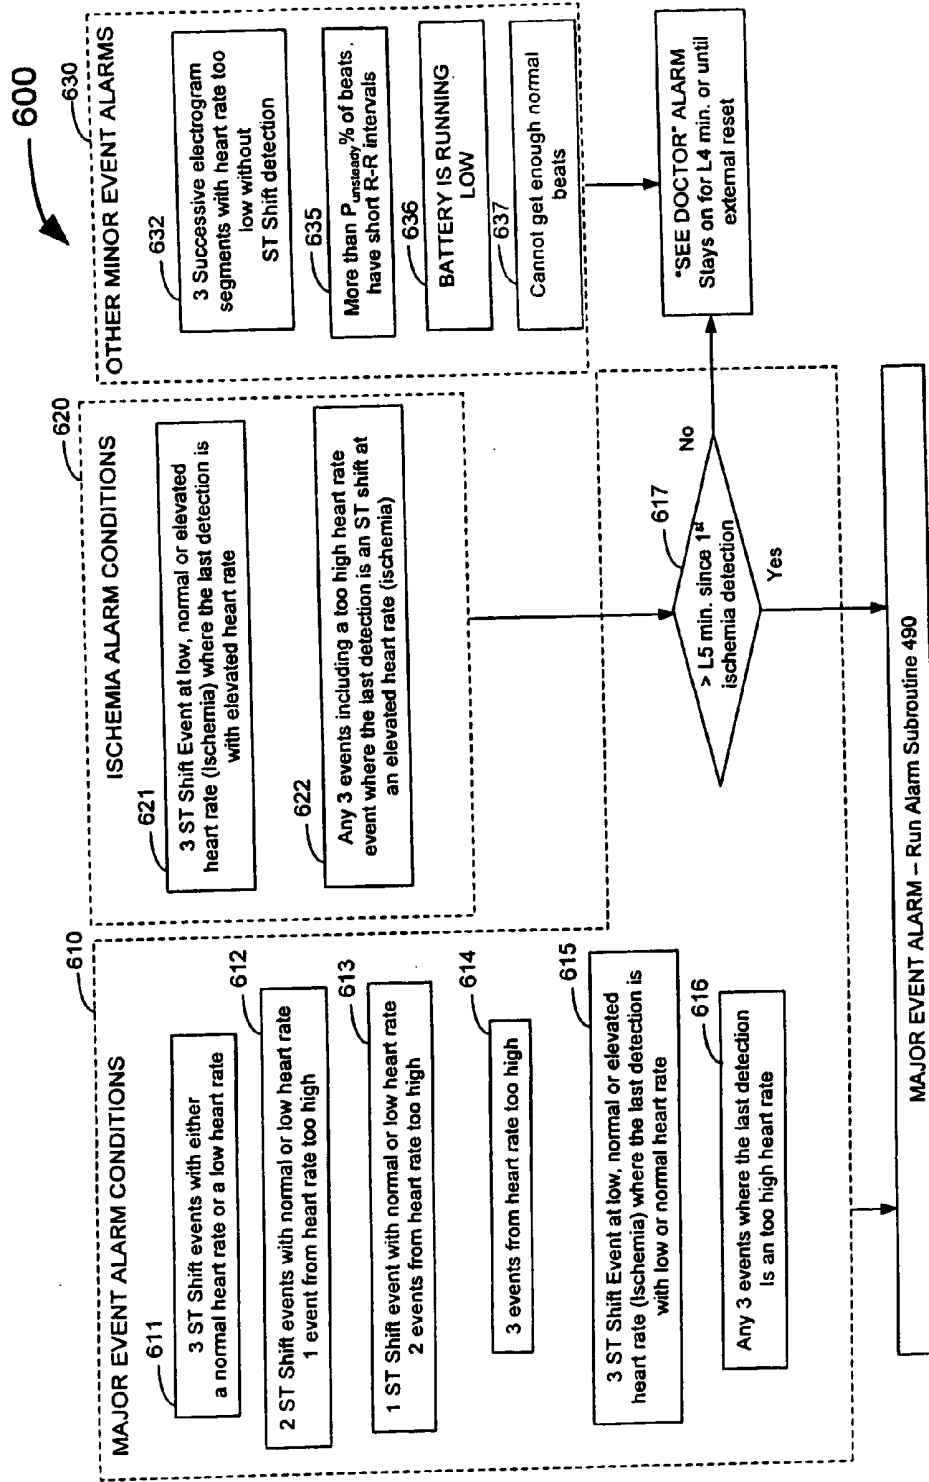 600
610
MAJOR EVENT ALARM CONDITIONS
611
3 ST Shift events with either
a normal heart rate or a low heart rate
612
2 ST Shift events with normal or low heart rate
1 event from heart rate too high
613
1 ST Shift event with normal or low heart rate
2 events from heart rate too high
614
3 events from heart rate too high
615
3 ST Shift Event at low, normal or elevated
heart rate (Ischemia) where the last detection is
with low or normal heart rate
616
Any 3 events where the last detection
Is an too high heart rate
620
ISCHEMIA ALARM CONDITIONS
621
3 ST Shift Event at low, normal or elevated
heart rate (Ischemia) where the last detection is
with elevated heart rate
622
Any 3 events including a too high heart rate
event where the last detection is an ST shift at
an elevated heart rate (ischemia)
617
> L5 min. since 1st
ischemia detection
No
Yes
630
OTHER MINOR EVENT ALARMS
632
3 Successive electrogram
segments with heart rate too
low without
ST Shift detection
635
More than Punsteady% of beats.
have short R-R intervals
636
BATTERY IS RUNNING
LOW
637
Cannot get enough normal
beats
"SEE DOCTOR" ALARM
Stays on for L4 min. or until
external reset
MAJOR EVENT ALARM – Run Alarm Subroutine 490